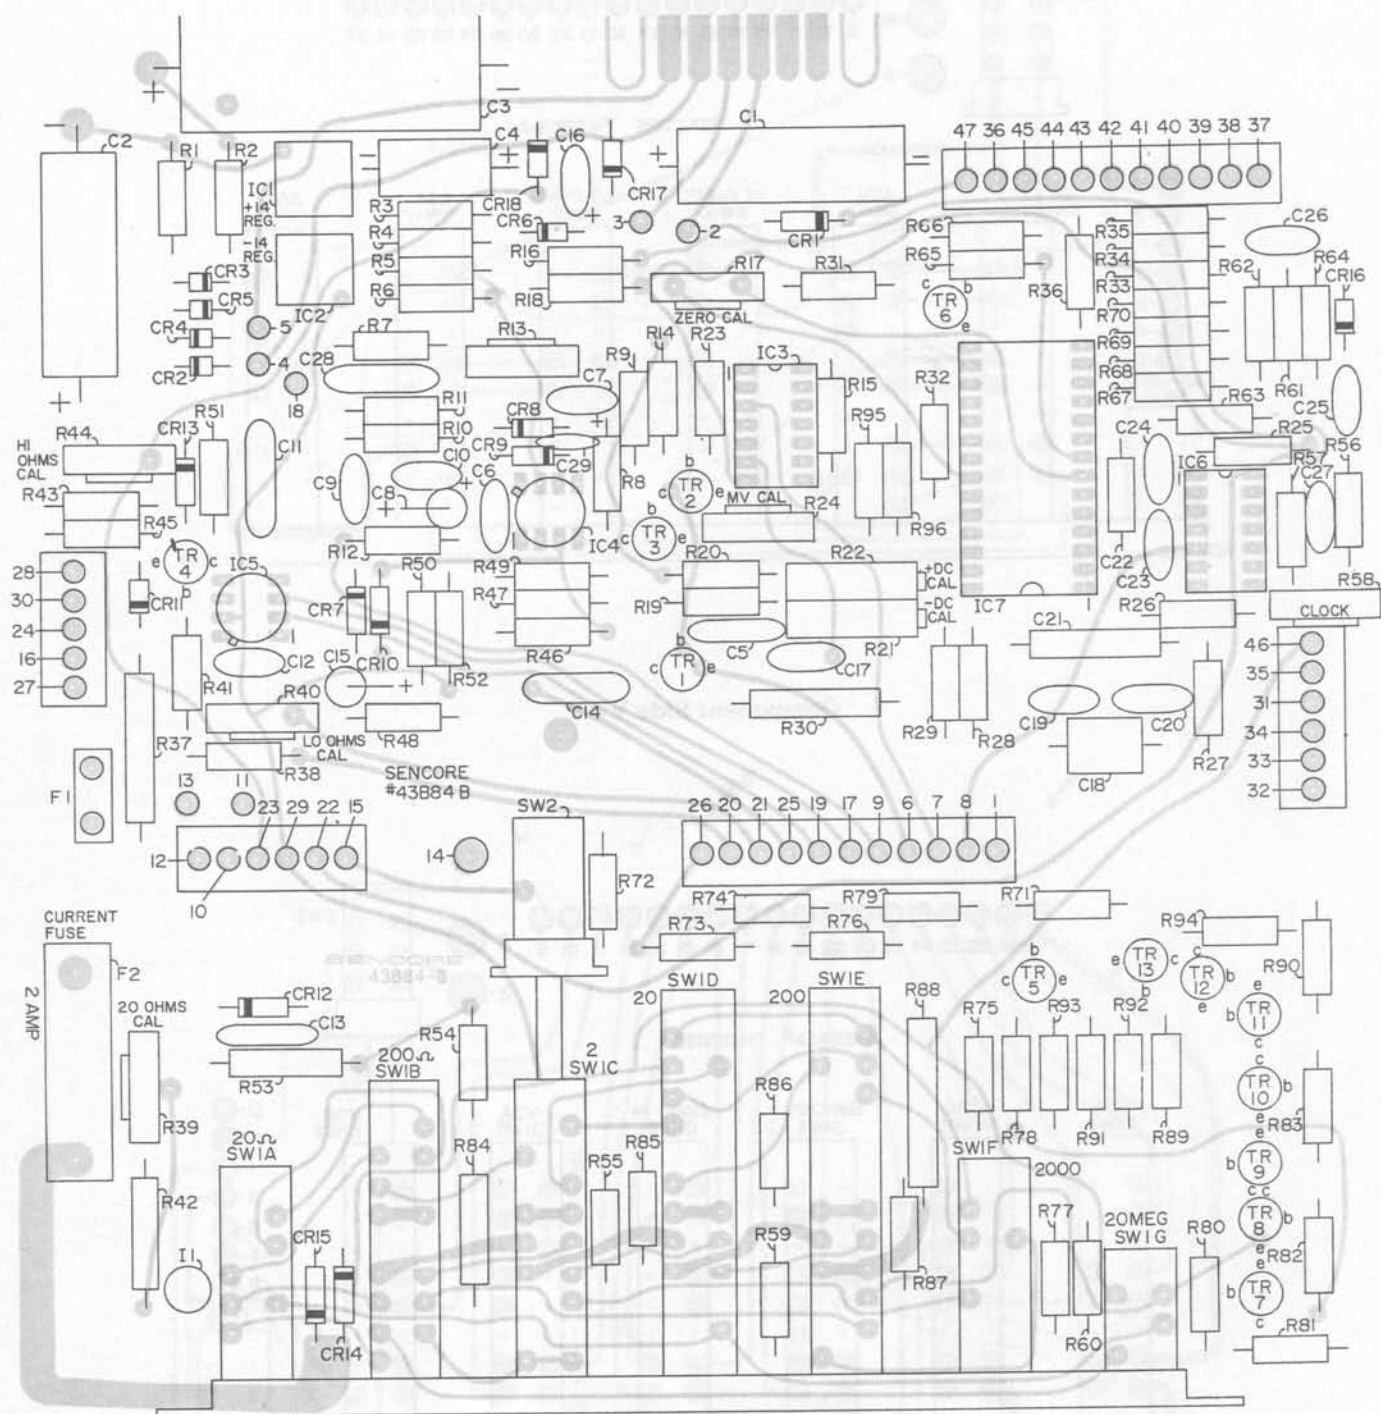 C3
C2
R1
R2
IC1
+14
REG.
C4
C16
C1
47 36 45 44 43 42 41 40 39 38 37
-14
REG.
IC2
R3
R4
R5
R6
CR18
CR6
CR17
3
2
CR1
R16
R18
R17
ZERO CAL
R31
R66
R65
c
b
TR
6
e
R36
R35
R34
R33
R70
R69
R68
R67
C26
R62
R64
CR16
R61
CR3
CR5
CR4
CR2
5
4
18
R7
C28
R13
R9
R14
R23
IC3
R15
R32
R63
R25
C25
R56
R44
HI
OHMS
CAL
CR13
R51
C11
R11
R10
CR8
CR9
C7
C29
R8
R95
R96
C24
IC6
R57
C27
R43
R45
C9
C10
C8
C6
IC4
b
TR
2
c
e
MV CAL
R24
b
TR
3
c
e
C22
C23
28
30
24
16
27
e
TR
4
c
b
IC5
R12
CR7
CR10
R50
R49
R47
R46
R52
R20
R19
C5
R22
R21
+DC
CAL
-DC
CAL
IC7
1
R26
R58
CLOCK
CR11
C12
C15
C14
b
TR
1
c
e
C17
C21
46
35
31
34
33
32
R41
R40
LO OHMS
CAL
R48
R30
R29
R28
C19
C20
C18
R27
R37
R38
F1
13
11
SENCORE
#43B84B
SW2
12
10
23 29 22 15
14
R72
26 20 21 25 19 17 9 6 7 8 1
R74
R79
R71
R73
R76
R94
R90
CURRENT
FUSE
F2
2 AMP
20 OHMS
CAL
R39
R42
CR12
C13
R53
200Ω
SW1B
R54
2
SW1C
20
SW1D
200
SW1E
R88
b
TR
5
c
e
e
TR
13
c
b
c
TR
12
b
e
e
b
TR
11
c
R75
R93
R92
R78
R91
R89
c
TR
10
b
e
R83
20Ω
SW1A
R84
R55
R85
R86
R59
R87
SW1F
2000
R77
R60
20MEG
SW1G
R80
e
b
TR
9
c
c
TR
8
b
e
R82
e
b
TR
7
c
R81
I1
CR15
CR14